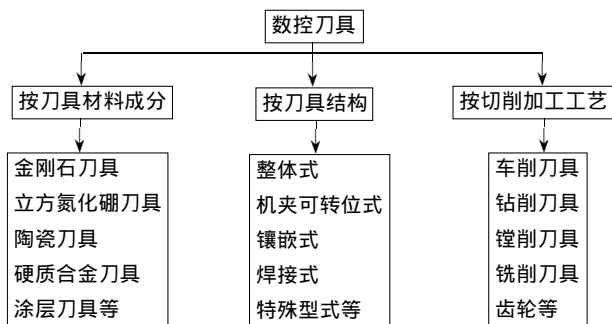 数控刀具
按刀具材料成分
按刀具结构
按切削加工工艺
金刚石刀具
立方氮化硼刀具
陶瓷刀具
硬质合金刀具
涂层刀具等
整体式
机夹可转位式
镶嵌式
焊接式
特殊型式等
车削刀具
钻削刀具
镗削刀具
铣削刀具
齿轮等